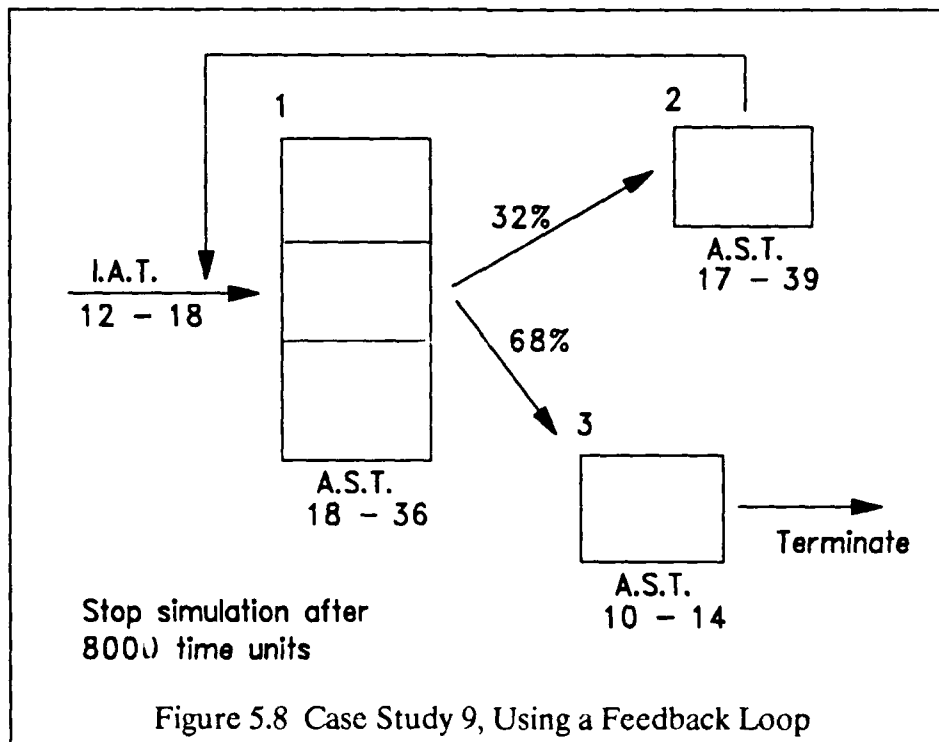 1
2
I.A.T.
12 - 18
32%
A.S.T.
17 - 39
68%
3
A.S.T.
18 - 36
Terminate
A.S.T.
10 - 14
Stop simulation after
8000 time units
Figure 5.8 Case Study 9, Using a Feedback Loop